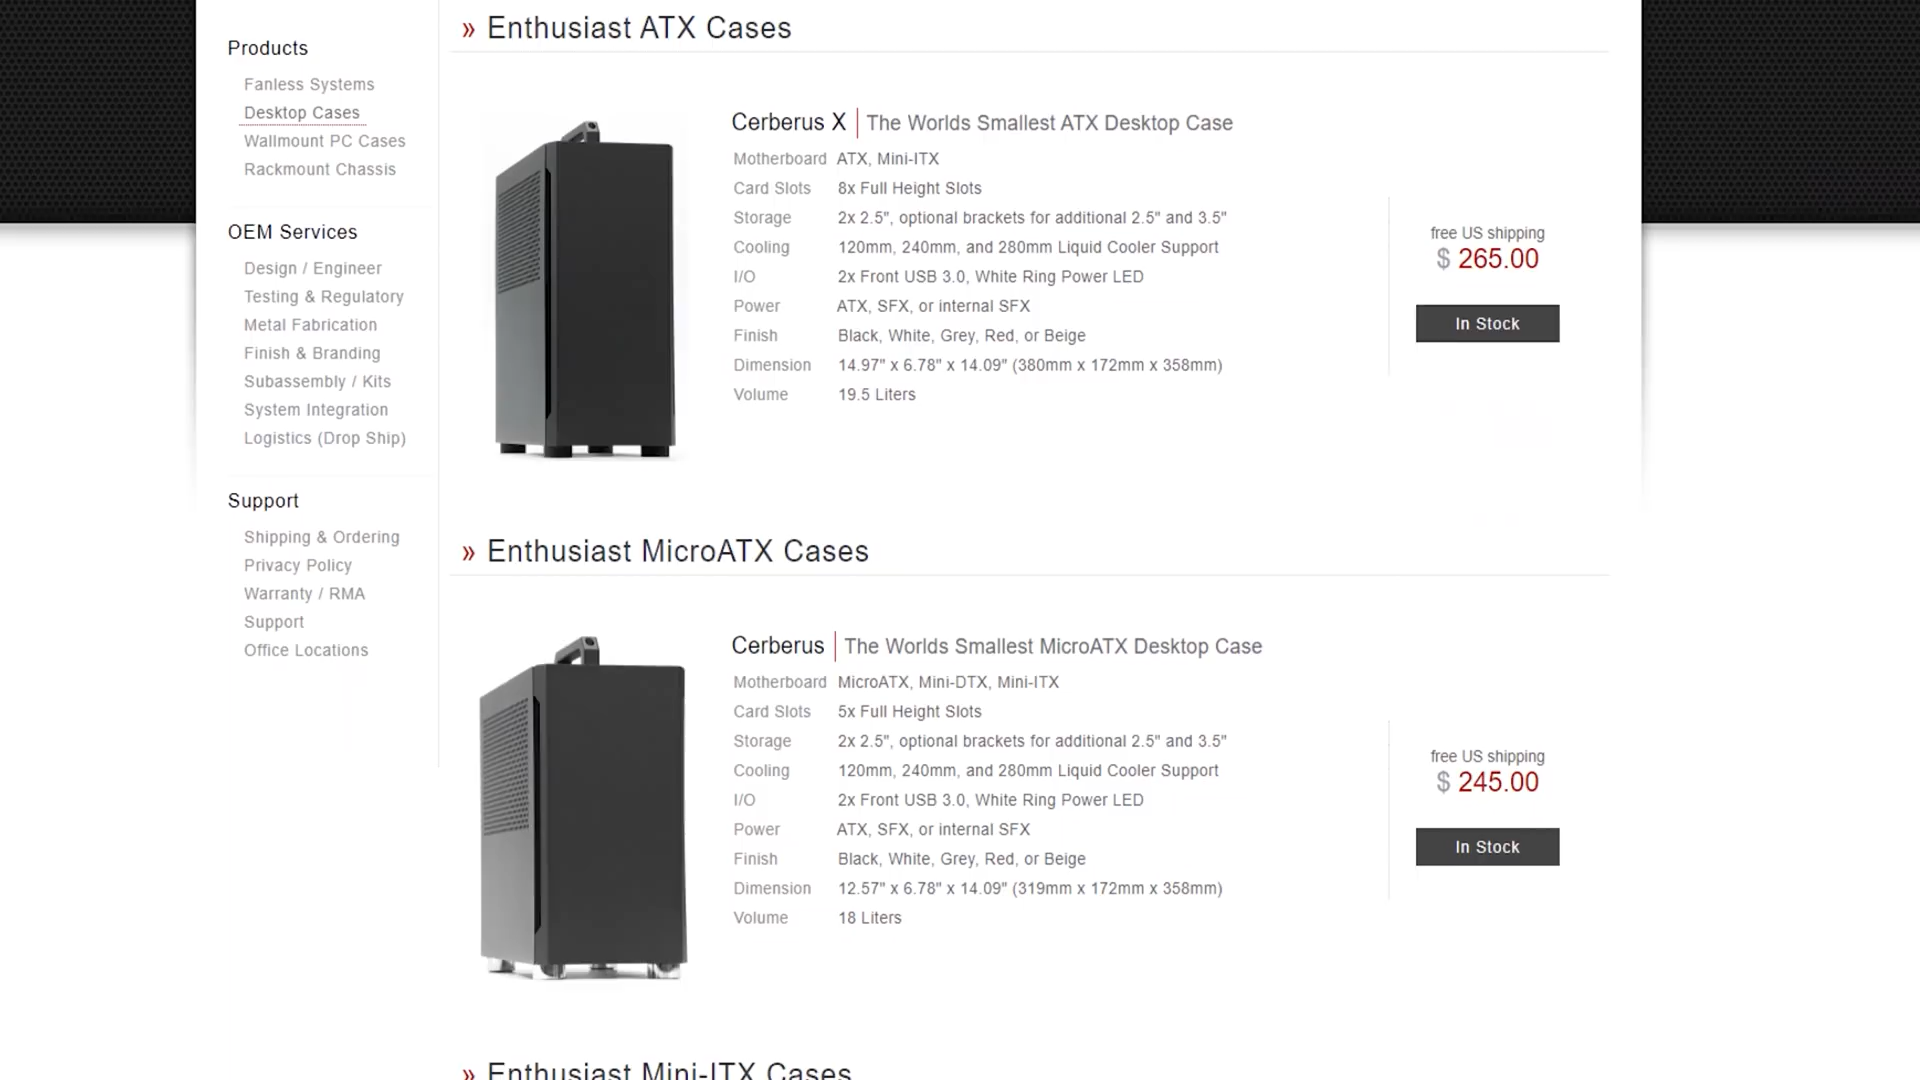 Products
Fanless Systems
Desktop Cases
Wallmount PC Cases
Rackmount Chassis
OEM Services
Design / Engineer
Testing & Regulatory
Metal Fabrication
Finish & Branding
Subassembly / Kits
System Integration
Logistics (Drop Ship)
Support
Shipping & Ordering
Privacy Policy
Warranty / RMA
Support
Office Locations
» Enthusiast ATX Cases
Cerberus X | The Worlds Smallest ATX Desktop Case
Motherboard ATX, Mini-ITX
Card Slots 8x Full Height Slots
Storage 2x 2.5", optional brackets for additional 2.5" and 3.5"
Cooling 120mm, 240mm, and 280mm Liquid Cooler Support
I/O 2x Front USB 3.0, White Ring Power LED
Power ATX, SFX, or internal SFX
Finish Black, White, Grey, Red, or Beige
Dimension 14.97" x 6.78" x 14.09" (380mm x 172mm x 358mm)
Volume 19.5 Liters
free US shipping
$ 265.00
In Stock
» Enthusiast MicroATX Cases
Cerberus | The Worlds Smallest MicroATX Desktop Case
Motherboard MicroATX, Mini-DTX, Mini-ITX
Card Slots 5x Full Height Slots
Storage 2x 2.5", optional brackets for additional 2.5" and 3.5"
Cooling 120mm, 240mm, and 280mm Liquid Cooler Support
I/O 2x Front USB 3.0, White Ring Power LED
Power ATX, SFX, or internal SFX
Finish Black, White, Grey, Red, or Beige
Dimension 12.57" x 6.78" x 14.09" (319mm x 172mm x 358mm)
Volume 18 Liters
free US shipping
$ 245.00
In Stock
» Enthusiast Mini-ITX Cases